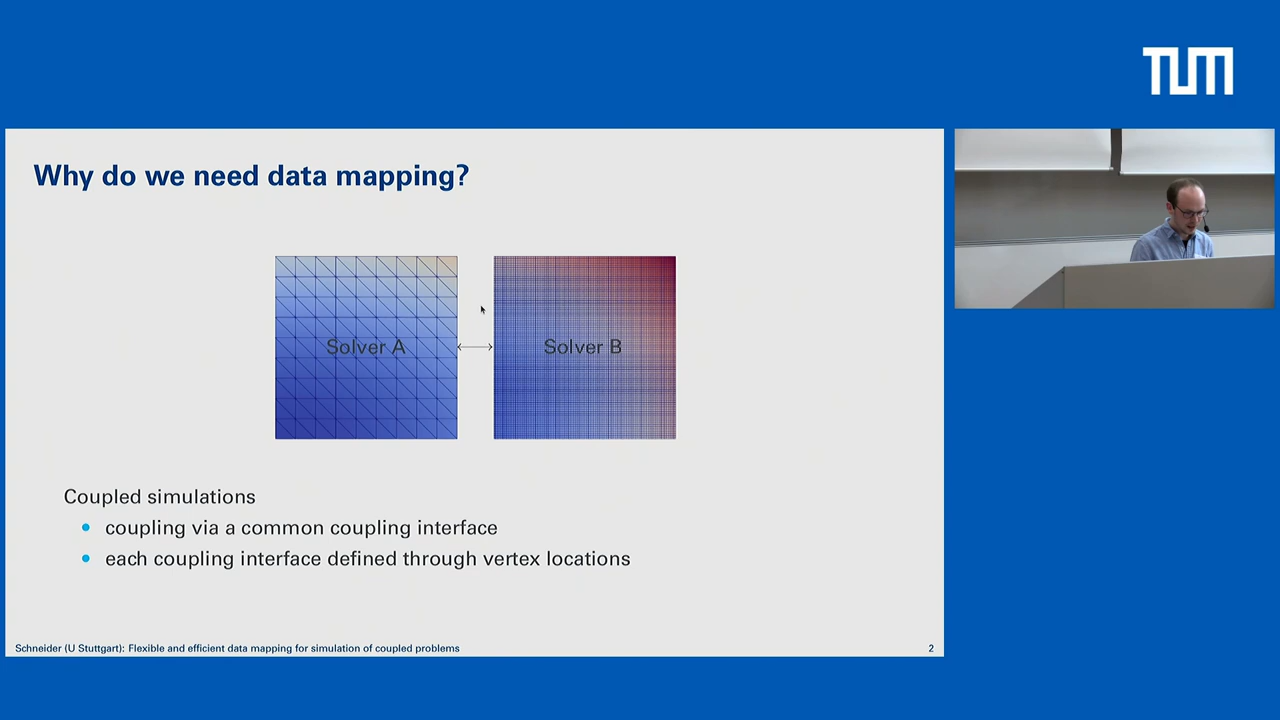 TUM
Why do we need data mapping?
Solver A
Solver B
Coupled simulations
coupling via a common coupling interface
each coupling interface defined through vertex locations
Schneider (U Stuttgart): Flexible and efficient data mapping for simulation of coupled problems
2